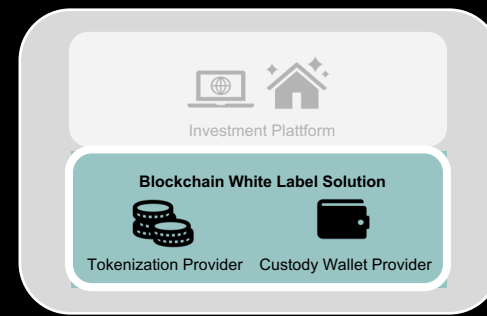 Investment Plattform
Blockchain White Label Solution
Tokenization Provider Custody Wallet Provider